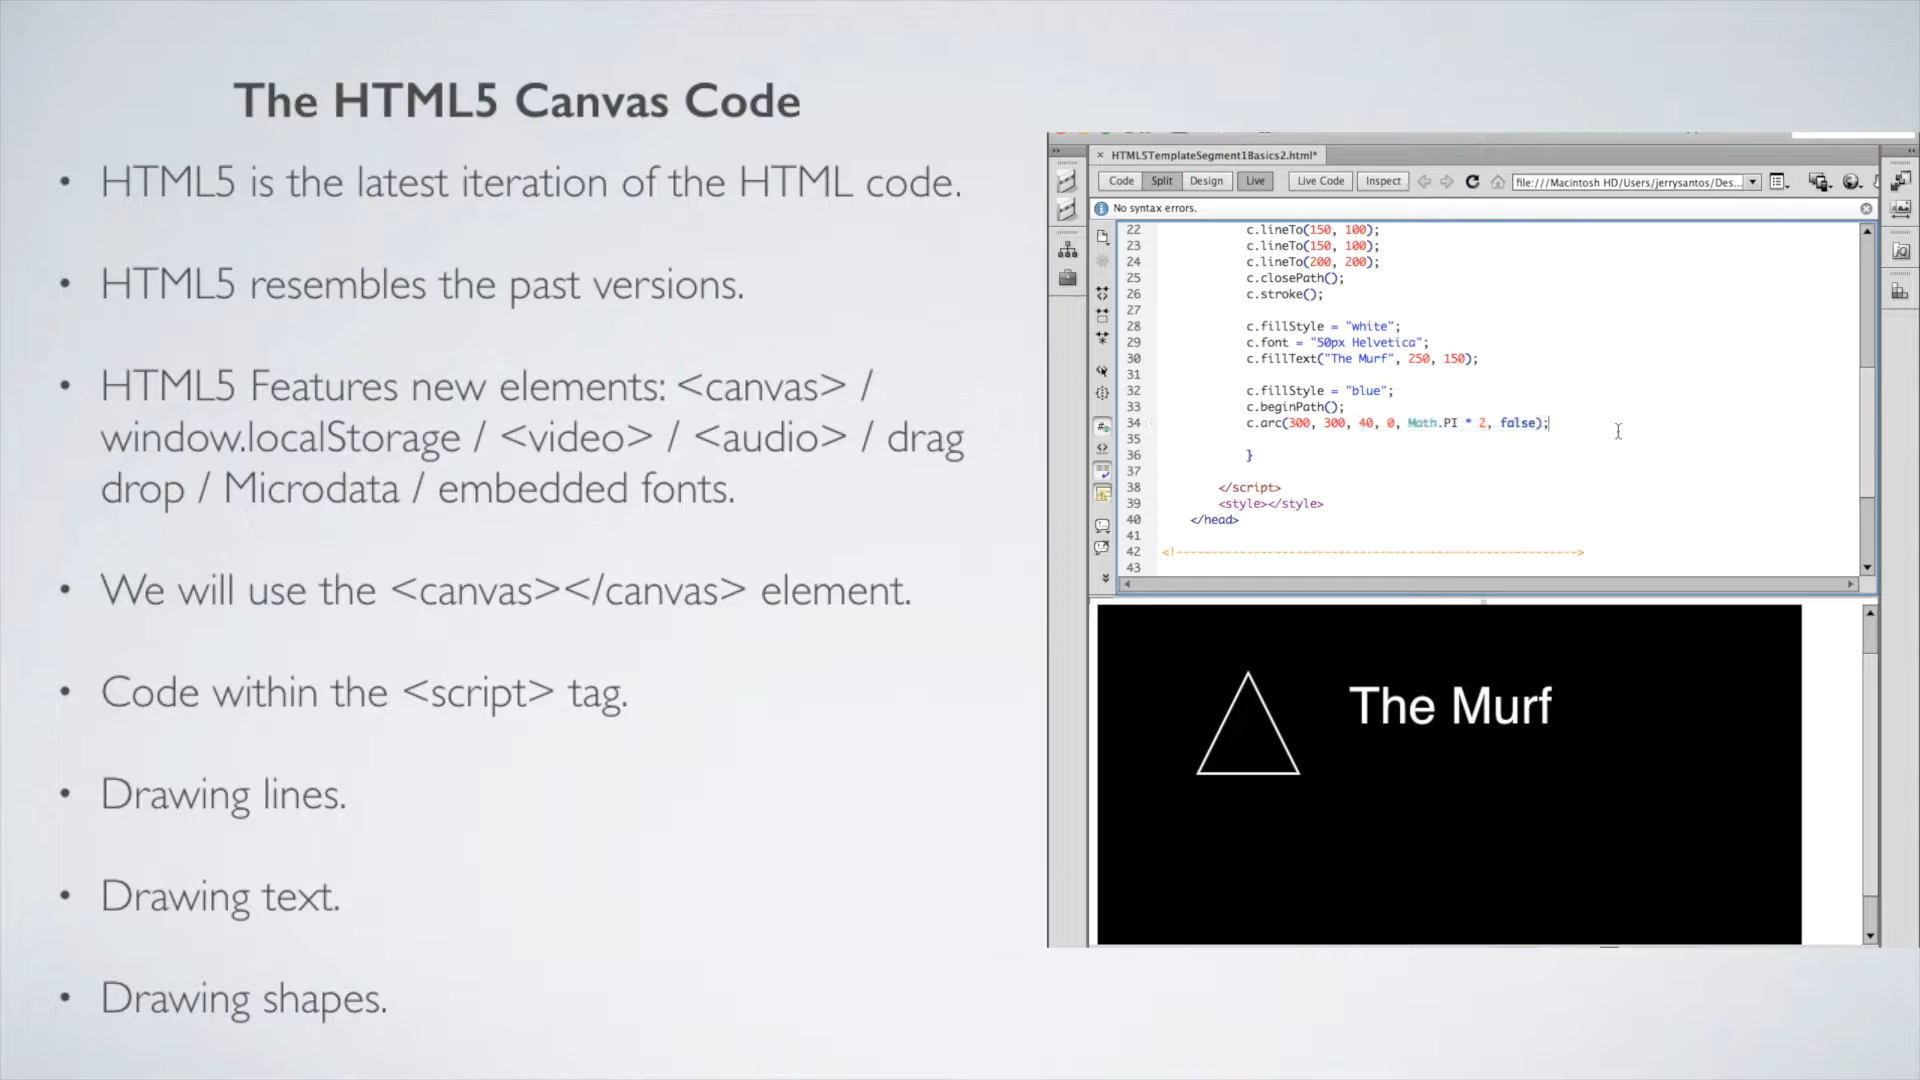 The HTML5 Canvas Code
• HTML5 is the latest iteration of the HTML code.
• HTML5 resembles the past versions.
• HTML5 Features new elements: <canvas> /
window.localStorage / <video> / <audio> / drag
drop / Microdata / embedded fonts.
• We will use the <canvas></canvas> element.
• Code within the <script> tag.
• Drawing lines.
• Drawing text.
• Drawing shapes.
HTML5TemplateSegment1Basics2.html*
Code Split Design Live Live Code Inspect file:///Macintosh HD/Users/jerrysantos/Des...
No syntax errors.
22 c.lineTo(150, 100);
23 c.lineTo(150, 100);
24 c.lineTo(200, 200);
25 c.closePath();
26 c.stroke();
27
28 c.fillStyle = "white";
29 c.font = "50px Helvetica";
30 c.fillText("The Murf", 250, 150);
31
32 c.fillStyle = "blue";
33 c.beginPath();
34 c.arc(300, 300, 40, 0, Math.PI * 2, false);
35
36 }
37
38 </script>
39 <style></style>
40 </head>
41
42 <!---------------------------------------------------------->
43
The Murf